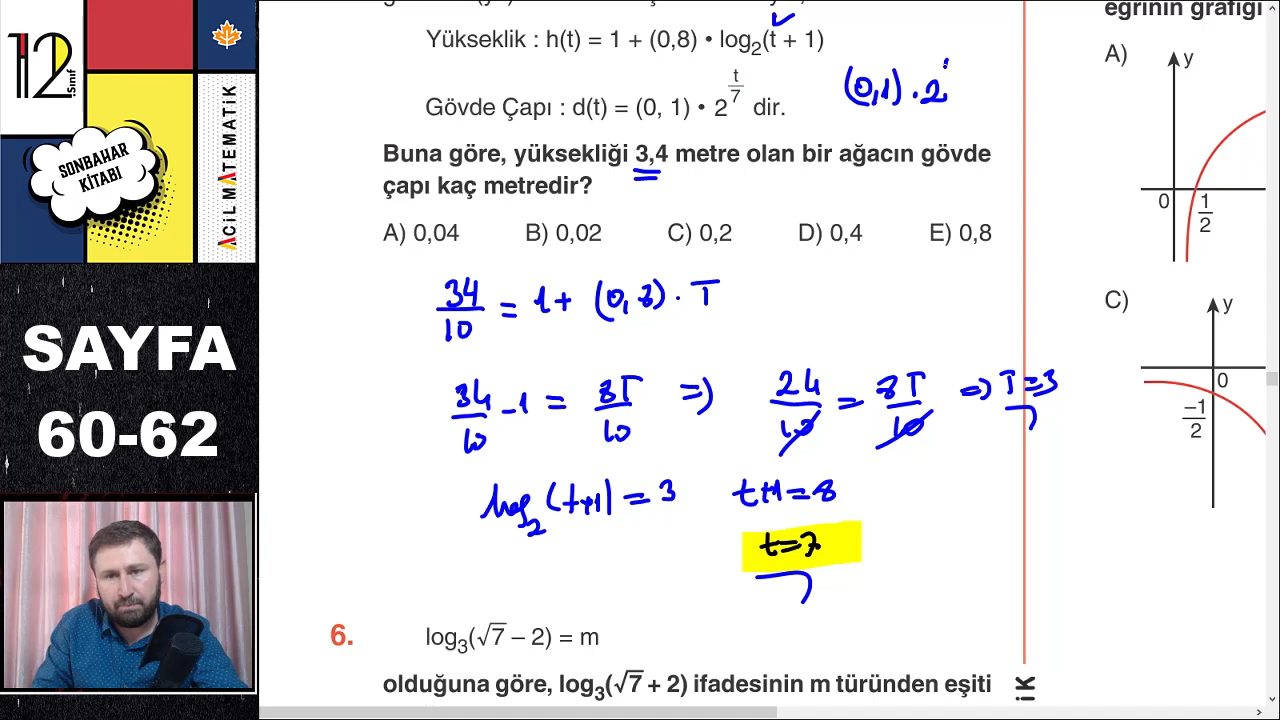 12.Sınıf
SONBAHAR
KİTABI
ACİLMATEMATİK
SAYFA
60-62
Yükseklik : h(t) = 1 + (0,8) • log₂(t + 1)
Gövde Çapı : d(t) = (0, 1) • 2^(t/7) dir.
(0,1) . 2
Buna göre, yüksekliği 3,4 metre olan bir ağacın gövde
çapı kaç metredir?
A) 0,04 B) 0,02 C) 0,2 D) 0,4 E) 0,8
34/10 = 1 + (0,8) . T
34/10 - 1 = 8T/10 => 24/10 = 8T/10 => T=3
log₂(t+1) = 3 t+1=8
t=7
6. log₃(√7 – 2) = m
olduğuna göre, log₃(√7 + 2) ifadesinin m türünden eşiti
eğrinin grafiği
A) y
0 1/2
C) y
0
-1/2
İK